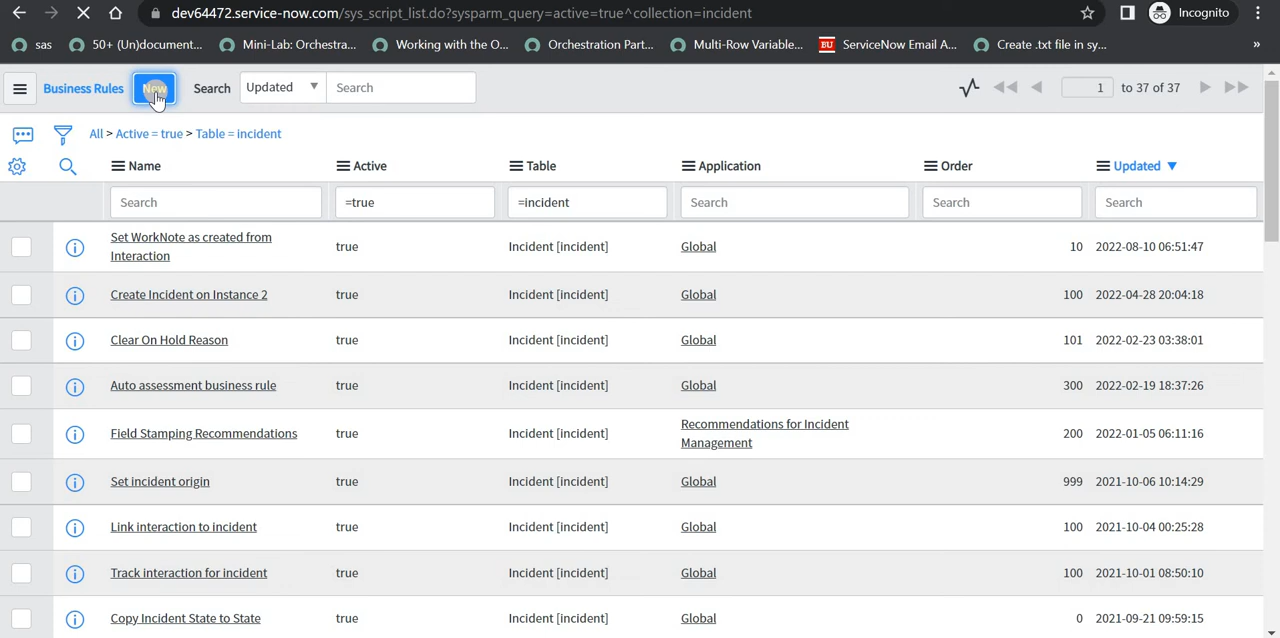 dev64472.service-now.com/sys_script_list.do?sysparm_query=active=true^collection=incident
Incognito
sas
50+ (Un)document...
Mini-Lab: Orchestra...
Working with the O...
Orchestration Part...
Multi-Row Variable...
BU ServiceNow Email A...
Create .txt file in sy...
»
Business Rules
New
Search
Updated
Search
1 to 37 of 37
All > Active = true > Table = incident
Name Active Table Application Order Updated
Search =true =incident Search Search Search
Set WorkNote as created from
Interaction
true Incident [incident] Global 10 2022-08-10 06:51:47
Create Incident on Instance 2 true Incident [incident] Global 100 2022-04-28 20:04:18
Clear On Hold Reason true Incident [incident] Global 101 2022-02-23 03:38:01
Auto assessment business rule true Incident [incident] Global 300 2022-02-19 18:37:26
Field Stamping Recommendations true Incident [incident]
Recommendations for Incident
Management
200 2022-01-05 06:11:16
Set incident origin true Incident [incident] Global 999 2021-10-06 10:14:29
Link interaction to incident true Incident [incident] Global 100 2021-10-04 00:25:28
Track interaction for incident true Incident [incident] Global 100 2021-10-01 08:50:10
Copy Incident State to State true Incident [incident] Global 0 2021-09-21 09:59:15